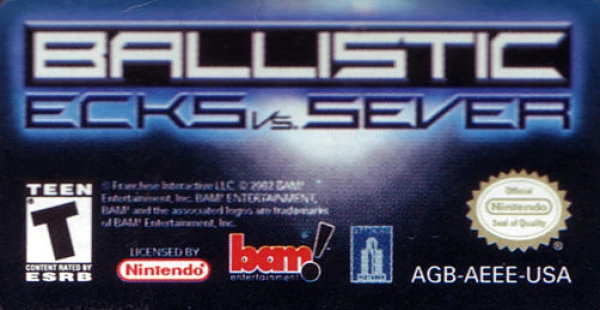 BALLISTIC
ECKS VS. SEVER
TEEN
T
CONTENT RATED BY
ESRB
© Franchise Interactive LLC. © 2002 BAM!
Entertainment, Inc. BAM! ENTERTAINMENT,
BAM! and the associated logos are trademarks
of BAM! Entertainment, Inc.
LICENSED BY
Nintendo
bam!
entertainment
Official
Nintendo
Seal of Quality
®
AGB-AEEE-USA